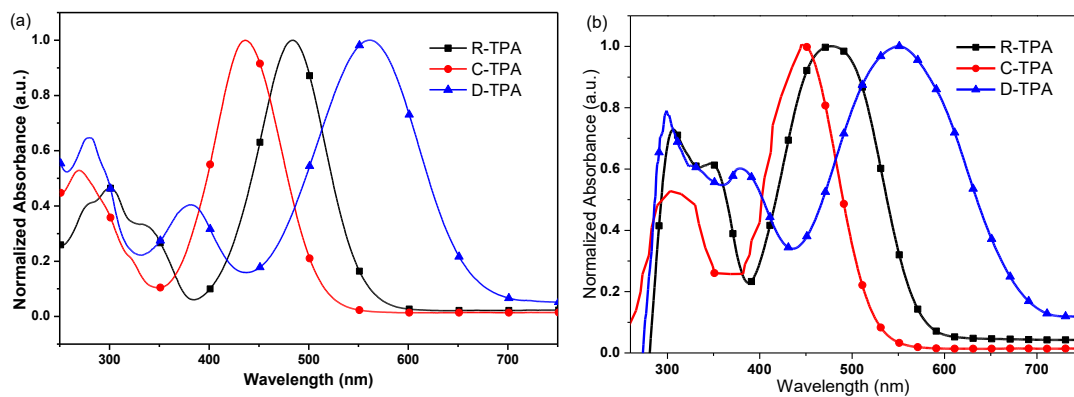 (a)
Normalized Absorbance (a.u.)
1.0
0.8
0.6
0.4
0.2
0.0
R-TPA
C-TPA
D-TPA
300
400
500
600
700
Wavelength (nm)
(b)
Normalized Absorbance (a.u.)
1.0
0.8
0.6
0.4
0.2
0.0
R-TPA
C-TPA
D-TPA
300
400
500
600
700
Wavelength (nm)